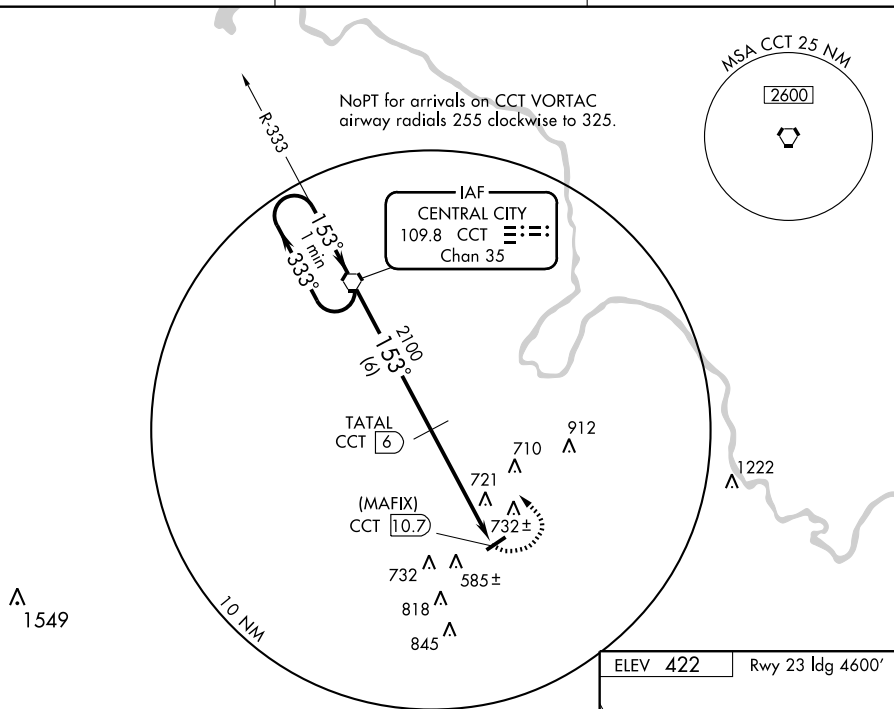 MSA CCT 25 NM
2600
NoPT for arrivals on CCT VORTAC
airway radials 255 clockwise to 325.
R-333
IAF
CENTRAL CITY
109.8 CCT
Chan 35
153°
1 min
333°
2100
153°
(6)
TATAL
CCT 6
912
710
1222
721
(MAFIX)
CCT 10.7
732±
732
585±
818
845
1549
10 NM
ELEV 422
Rwy 23 ldg 4600'